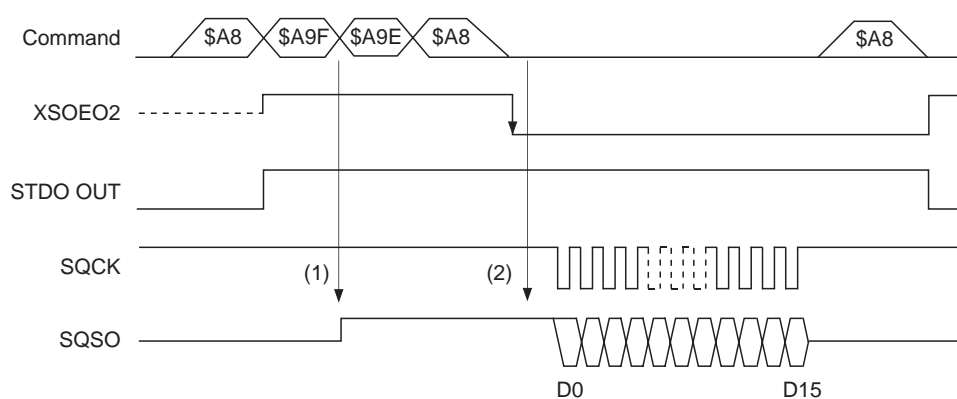 Command $A8 $A9F $A9E $A8 $A8
XSOEO2
STDO OUT
SQCK (1) (2)
SQSO
D0 D15